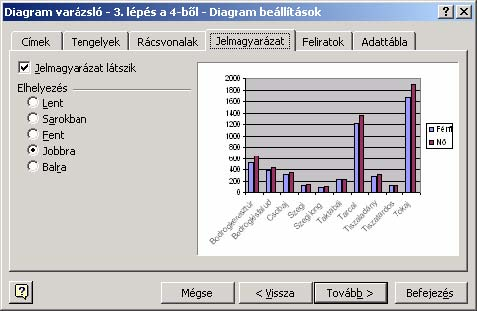 Diagram varázsló - 3. lépés a 4-ből - Diagram beállítások
Címek Tengelyek Rácsvonalak Jelmagyarázat Feliratok Adattábla
Jelmagyarázat látszik
Elhelyezés
Lent
Sarokban
Fent
Jobbra
Balra
2000
1800
1600
1400
1200
1000
800
600
400
200
0
Férfi
Nő
Bodrogkeresztúr
Bodrogkisfalud
Csobaj
Szegi
Szegilong
Taktabáj
Tarcal
Tiszaladány
Tiszatardos
Tokaj
Mégse < Vissza Tovább > Befejezés